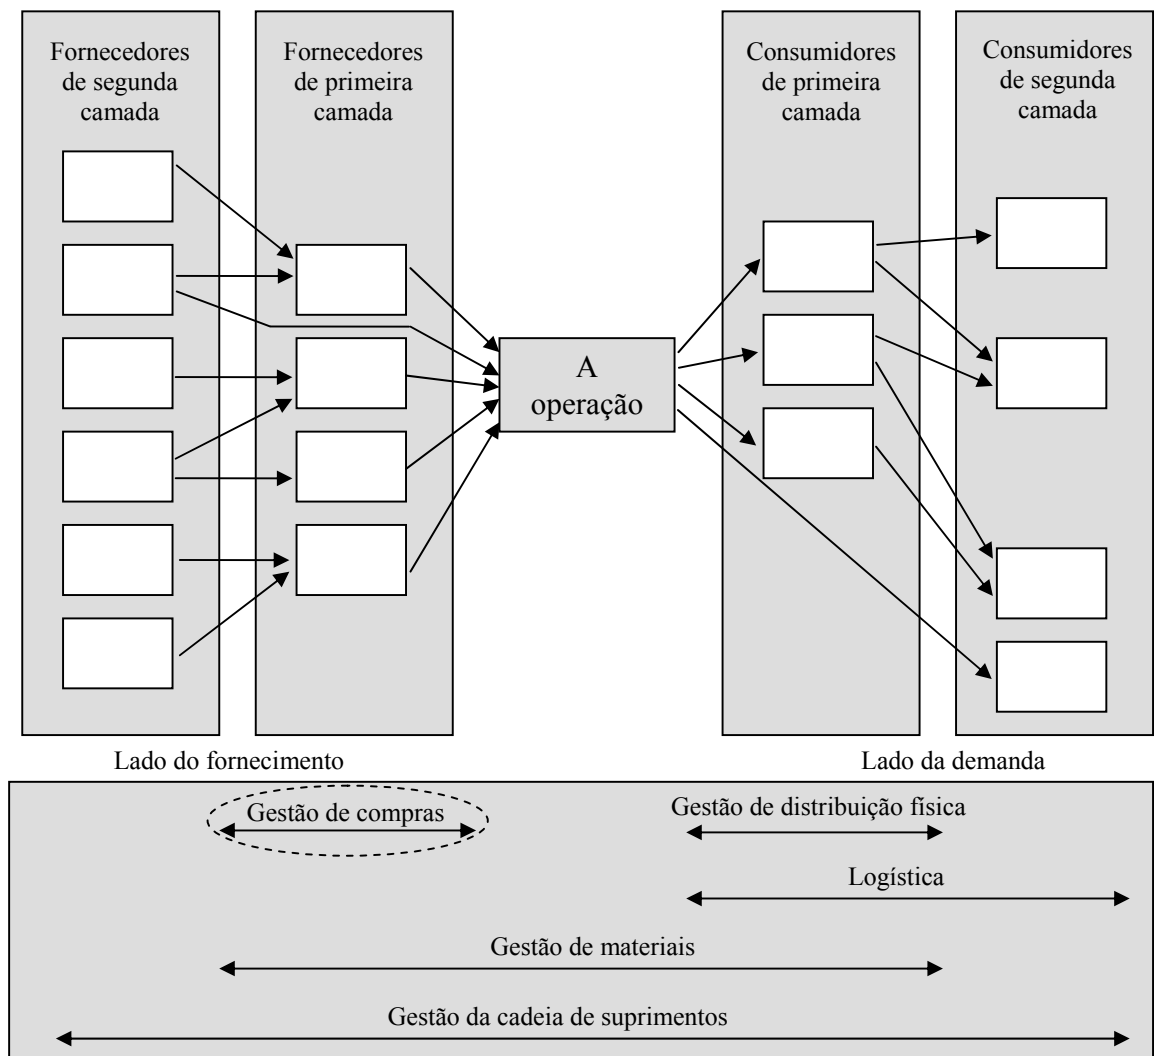 Fornecedores
de segunda
camada
Fornecedores
de primeira
camada
Consumidores
de primeira
camada
Consumidores
de segunda
camada
A
operação
Lado do fornecimento
Lado da demanda
Gestão de compras
Gestão de distribuição física
Logística
Gestão de materiais
Gestão da cadeia de suprimentos